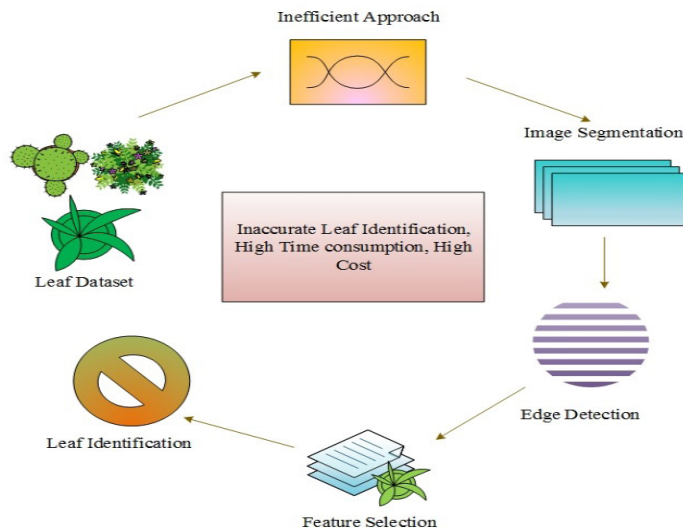 Inefficient Approach
Image Segmentation
Inaccurate Leaf Identification,
High Time consumption, High
Cost
Leaf Dataset
Edge Detection
Leaf Identification
Feature Selection